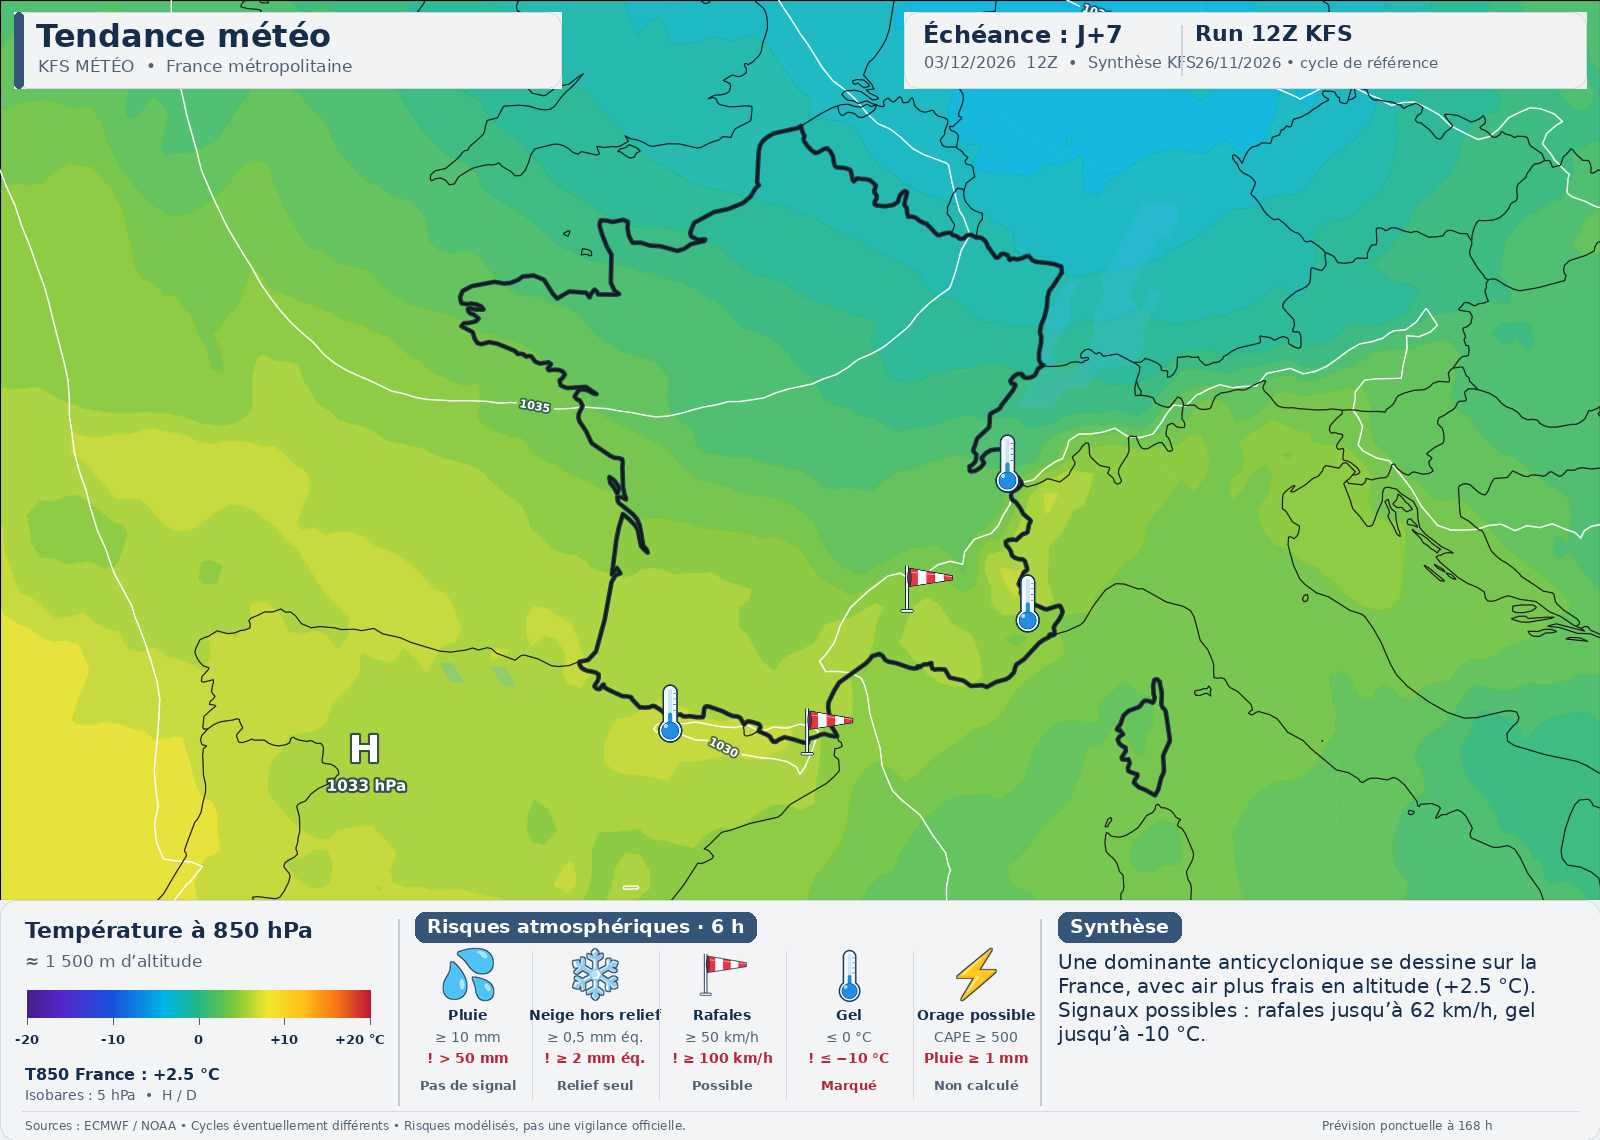 Tendance météo
KFS MÉTÉO • France métropolitaine
Échéance : J+7
03/12/2026 12Z • Synthèse KFS
Run 12Z KFS
26/11/2026 • cycle de référence
1035
H
1033 hPa
1030
Température à 850 hPa
≈ 1 500 m d’altitude
-20 -10 0 +10 +20 °C
T850 France : +2.5 °C
Isobares : 5 hPa • H / D
Risques atmosphériques · 6 h
Pluie
≥ 10 mm
! > 50 mm
Pas de signal
Neige hors relief
≥ 0,5 mm éq.
! ≥ 2 mm éq.
Relief seul
Rafales
≥ 50 km/h
! ≥ 100 km/h
Possible
Gel
≤ 0 °C
! ≤ −10 °C
Marqué
Orage possible
CAPE ≥ 500
Pluie ≥ 1 mm
Non calculé
Synthèse
Une dominante anticyclonique se dessine sur la
France, avec air plus frais en altitude (+2.5 °C).
Signaux possibles : rafales jusqu’à 62 km/h, gel
jusqu’à -10 °C.
Sources : ECMWF / NOAA • Cycles éventuellement différents • Risques modélisés, pas une vigilance officielle.
Prévision ponctuelle à 168 h